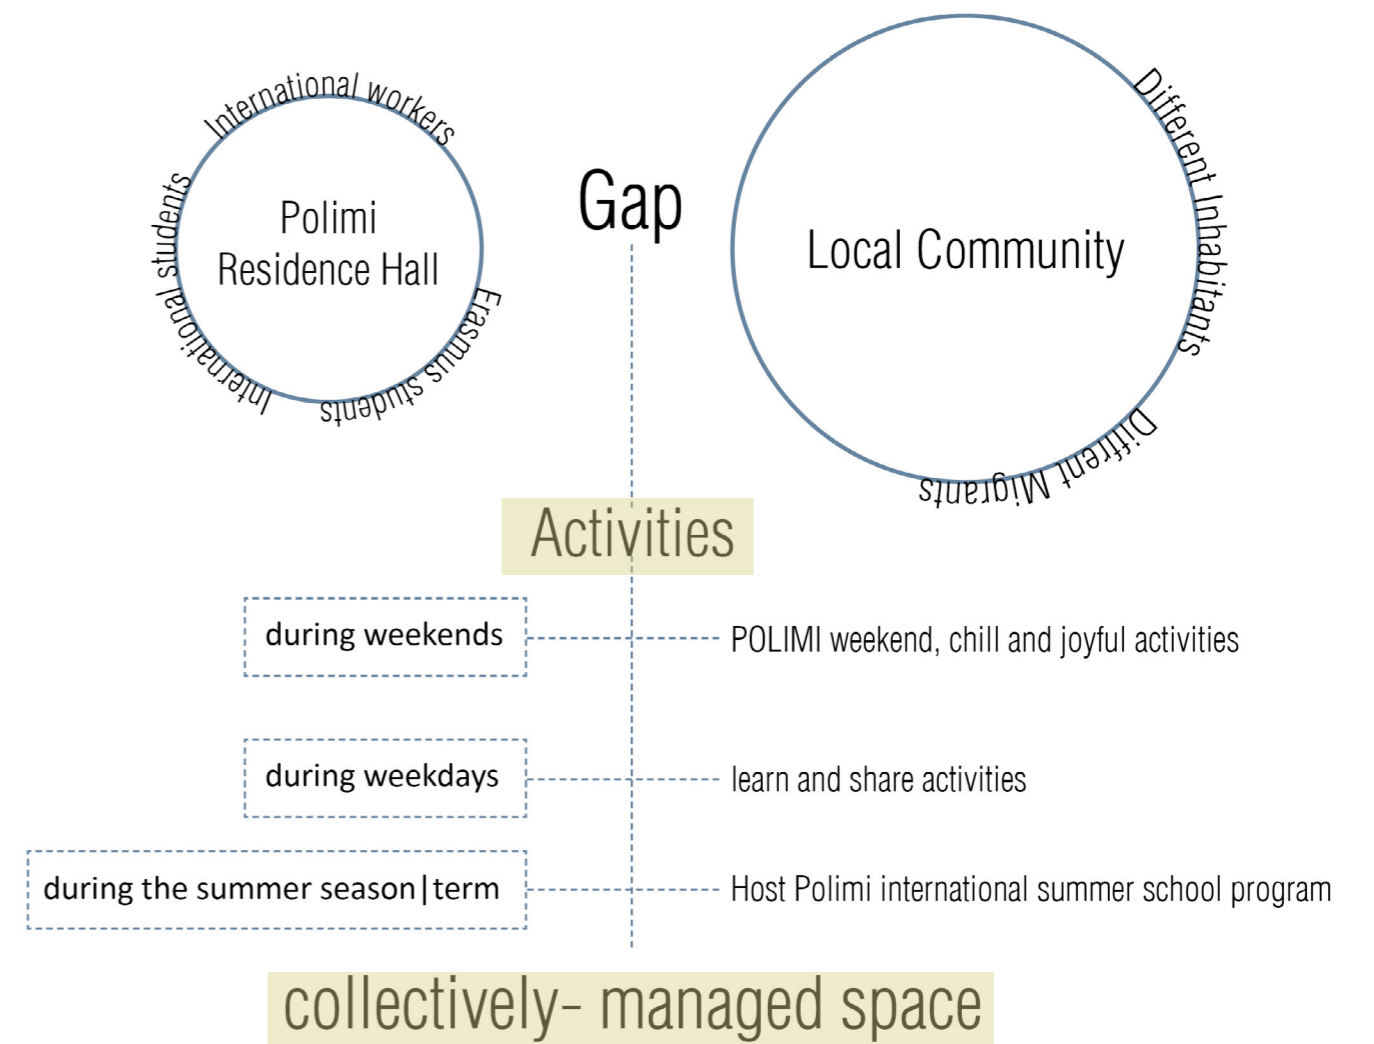 International workers
International students
Polimi
Residence Hall
Erasmus students
Gap
Local Community
Different Inhabitants
Diffrent Migrants
Activities
during weekends
POLIMI weekend, chill and joyful activities
during weekdays
learn and share activities
during the summer season|term
Host Polimi international summer school program
collectively- managed space